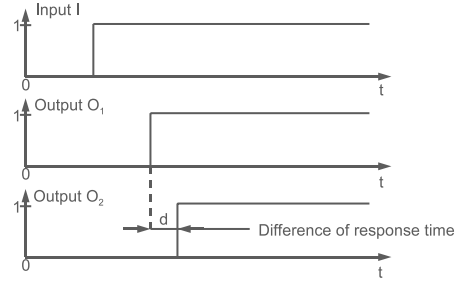 Input I
1
0
t
Output O₁
1
0
t
Output O₂
1
d
Difference of response time
0
t